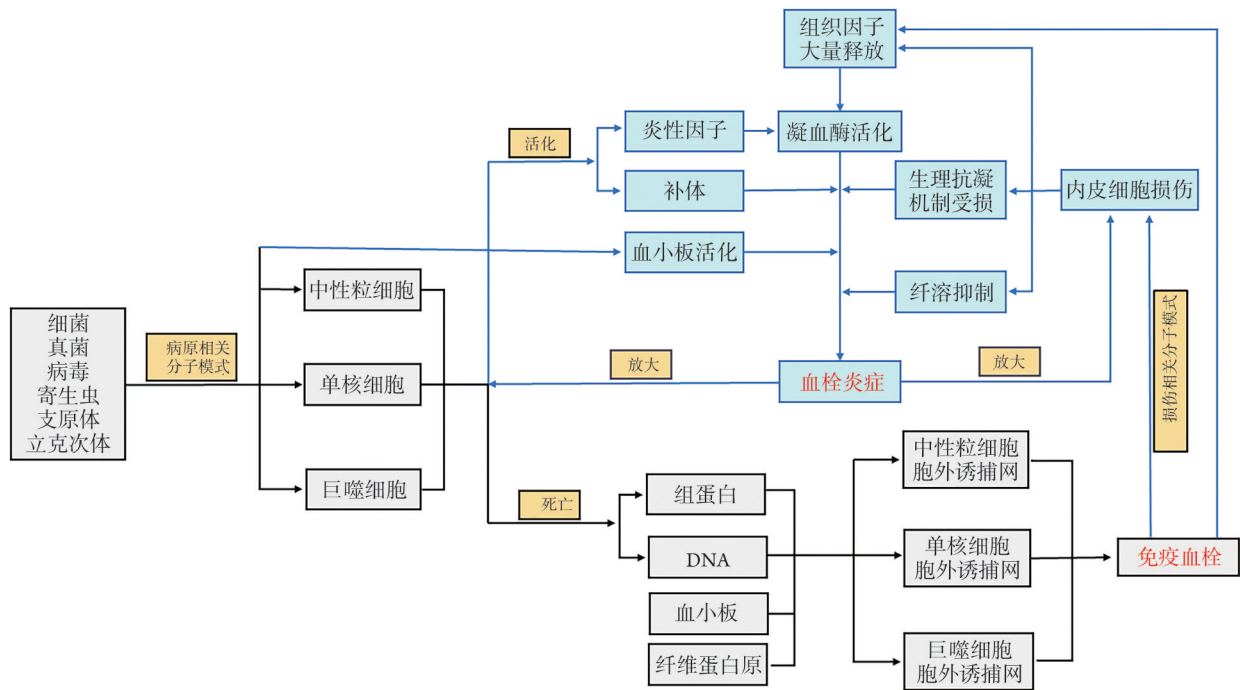 组织因子
大量释放
活化
炎性因子
凝血酶活化
补体
生理抗凝
机制受损
内皮细胞损伤
血小板活化
中性粒细胞
纤溶抑制
细菌
真菌
病毒
寄生虫
支原体
立克次体
病原相关
分子模式
单核细胞
放大
血栓炎症
放大
损伤相关分子模式
巨噬细胞
死亡
组蛋白
DNA
血小板
纤维蛋白原
中性粒细胞
胞外诱捕网
单核细胞
胞外诱捕网
巨噬细胞
胞外诱捕网
免疫血栓